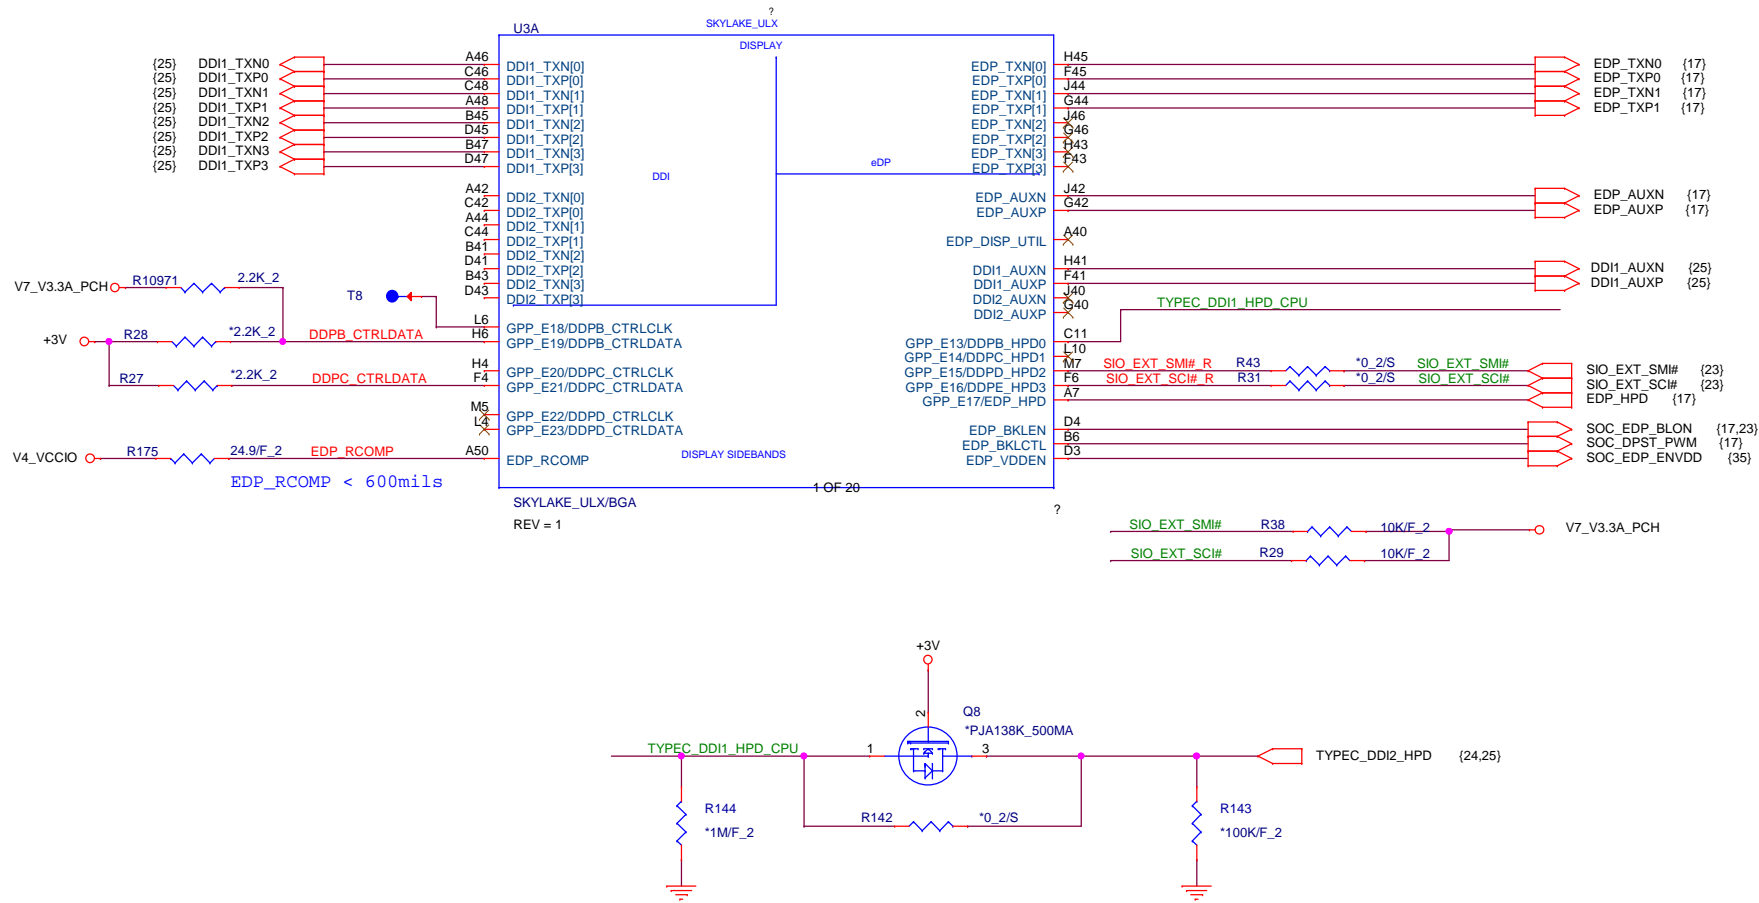 ?
U3A
SKYLAKE_ULX
DISPLAY
{25} DDI1_TXN0 A46 DDI1_TXN[0] EDP_TXN[0] H45 EDP_TXN0 {17}
{25} DDI1_TXP0 C46 DDI1_TXP[0] EDP_TXP[0] F45 EDP_TXP0 {17}
{25} DDI1_TXN1 C48 DDI1_TXN[1] EDP_TXN[1] J44 EDP_TXN1 {17}
{25} DDI1_TXP1 A48 DDI1_TXP[1] EDP_TXP[1] G44 EDP_TXP1 {17}
{25} DDI1_TXN2 B45 DDI1_TXN[2] EDP_TXN[2] J46
{25} DDI1_TXP2 D45 DDI1_TXP[2] EDP_TXP[2] G46
{25} DDI1_TXN3 B47 DDI1_TXN[3] EDP_TXN[3] H43
{25} DDI1_TXP3 D47 DDI1_TXP[3] EDP_TXP[3] F43
eDP
DDI
A42 DDI2_TXN[0] EDP_AUXN J42 EDP_AUXN {17}
C42 DDI2_TXP[0] EDP_AUXP G42 EDP_AUXP {17}
A44 DDI2_TXN[1]
C44 DDI2_TXP[1] EDP_DISP_UTIL A40
B41 DDI2_TXN[2]
D41 DDI2_TXP[2] DDI1_AUXN H41 DDI1_AUXN {25}
B43 DDI2_TXN[3] DDI1_AUXP F41 DDI1_AUXP {25}
D43 DDI2_TXP[3] DDI2_AUXN J40
DDI2_AUXP G40
V7_V3.3A_PCH R10971 2.2K_2
T8
TYPEC_DDI1_HPD_CPU
L6 GPP_E18/DDPB_CTRLCLK
+3V R28 *2.2K_2 DDPB_CTRLDATA H6 GPP_E19/DDPB_CTRLDATA GPP_E13/DDPB_HPD0 C11
GPP_E14/DDPC_HPD1 L10
H4 GPP_E20/DDPC_CTRLCLK GPP_E15/DDPD_HPD2 M7 SIO_EXT_SMI#_R R43 *0_2/S SIO_EXT_SMI# SIO_EXT_SMI# {23}
R27 *2.2K_2 DDPC_CTRLDATA F4 GPP_E21/DDPC_CTRLDATA GPP_E16/DDPE_HPD3 F6 SIO_EXT_SCI#_R R31 *0_2/S SIO_EXT_SCI# SIO_EXT_SCI# {23}
GPP_E17/EDP_HPD A7 EDP_HPD {17}
M5 GPP_E22/DDPD_CTRLCLK
L4 GPP_E23/DDPD_CTRLDATA EDP_BKLEN D4 SOC_EDP_BLON {17,23}
EDP_BKLCTL B6 SOC_DPST_PWM {17}
V4_VCCIO R175 24.9/F_2 EDP_RCOMP A50 EDP_RCOMP DISPLAY SIDEBANDS EDP_VDDEN D3 SOC_EDP_ENVDD {35}
EDP_RCOMP < 600mils
1 OF 20
SKYLAKE_ULX/BGA
REV = 1
?
SIO_EXT_SMI# R38 10K/F_2 V7_V3.3A_PCH
SIO_EXT_SCI# R29 10K/F_2
+3V
2 Q8
*PJA138K_500MA
TYPEC_DDI1_HPD_CPU 1 3 TYPEC_DDI2_HPD {24,25}
R144
*1M/F_2
R142 *0_2/S
R143
*100K/F_2